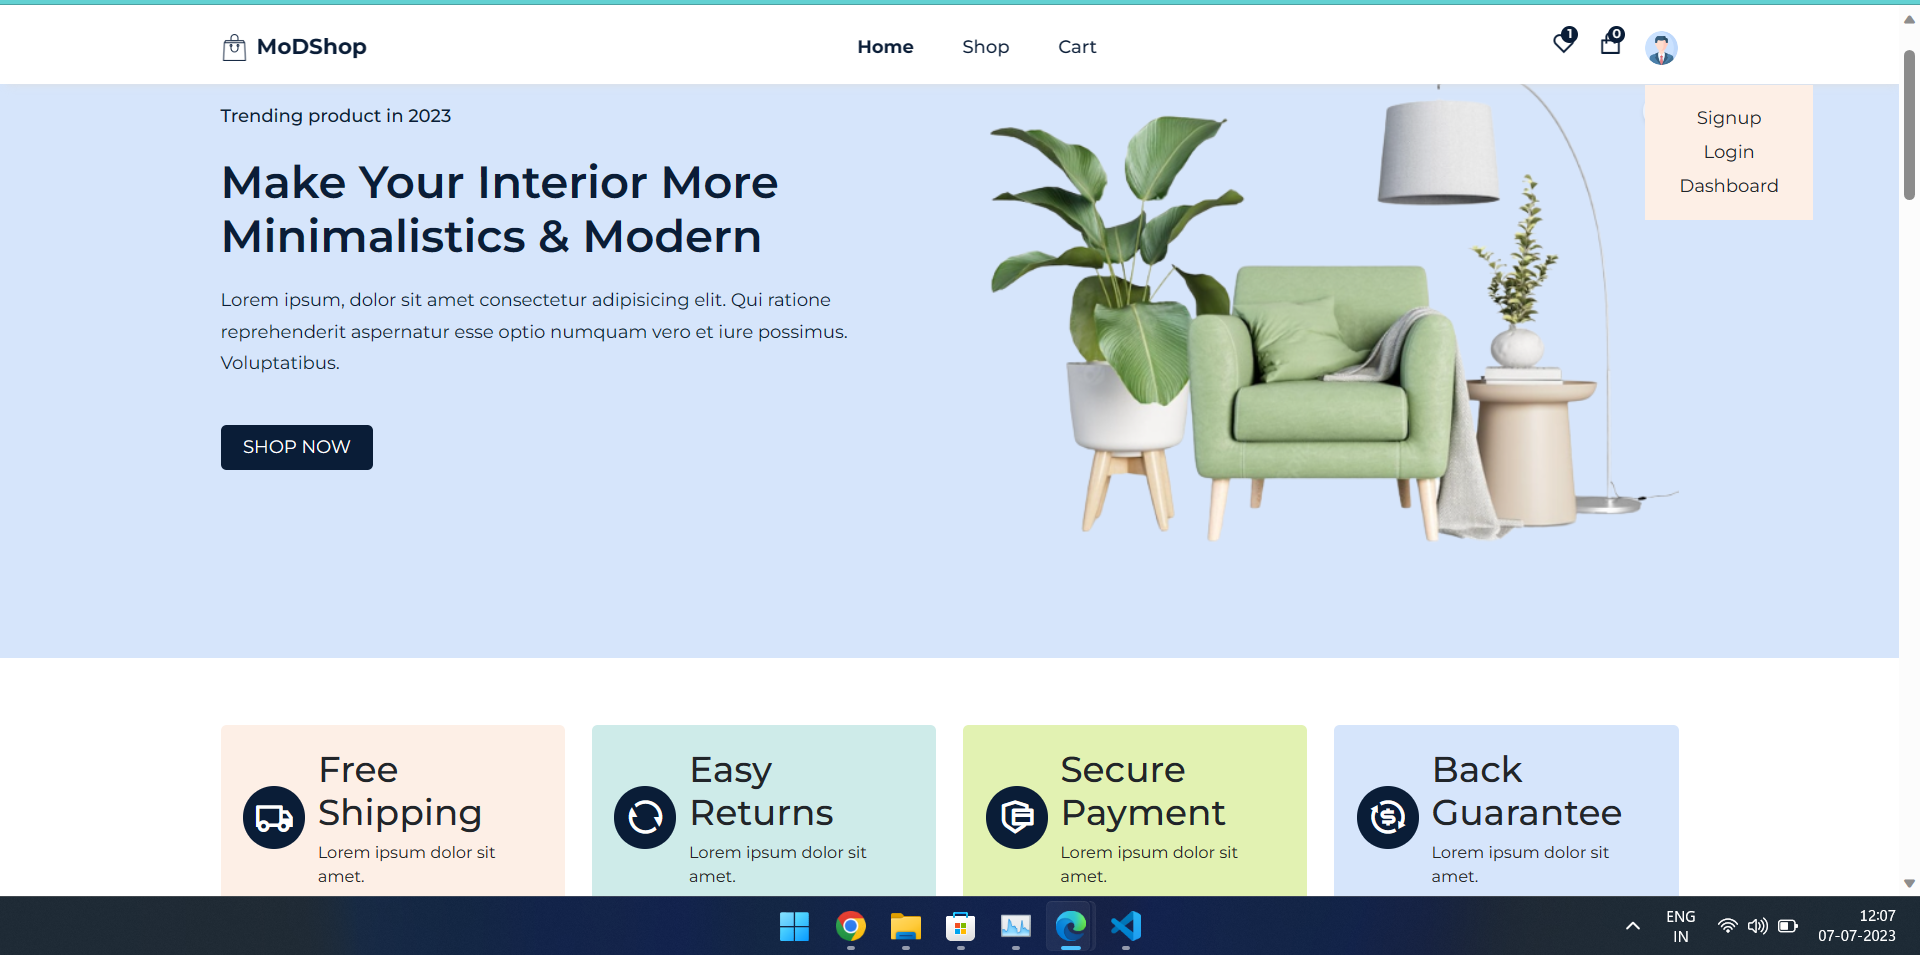 MoDShop
Home
Shop
Cart
1
0
Signup
Login
Dashboard
Trending product in 2023
Make Your Interior More
Minimalistics & Modern
Lorem ipsum, dolor sit amet consectetur adipisicing elit. Qui ratione
reprehenderit aspernatur esse optio numquam vero et iure possimus.
Voluptatibus.
SHOP NOW
Free
Shipping
Lorem ipsum dolor sit
amet.
Easy
Returns
Lorem ipsum dolor sit
amet.
Secure
Payment
Lorem ipsum dolor sit
amet.
Back
Guarantee
Lorem ipsum dolor sit
amet.
ENG
IN
12:07
07-07-2023